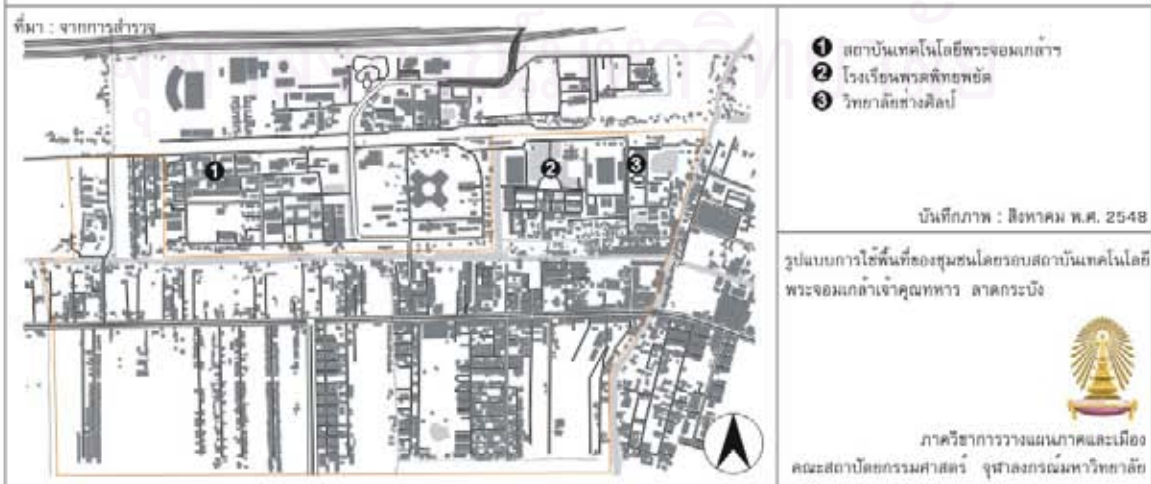 ที่มา : จากการสำรวจ
1 สถาบันเทคโนโลยีพระจอมเกล้าฯ
2 โรงเรียนพรตพิทยพยัต
3 วิทยาลัยช่างศิลป์
1
2
3
บันทึกภาพ : สิงหาคม พ.ศ. 2548
รูปแบบการใช้พื้นที่ของชุมชนโดยรอบสถาบันเทคโนโลยี
พระจอมเกล้าเจ้าคุณทหาร ลาดกระบัง
ภาควิชาการวางแผนภาคและเมือง
คณะสถาปัตยกรรมศาสตร์ จุฬาลงกรณ์มหาวิทยาลัย